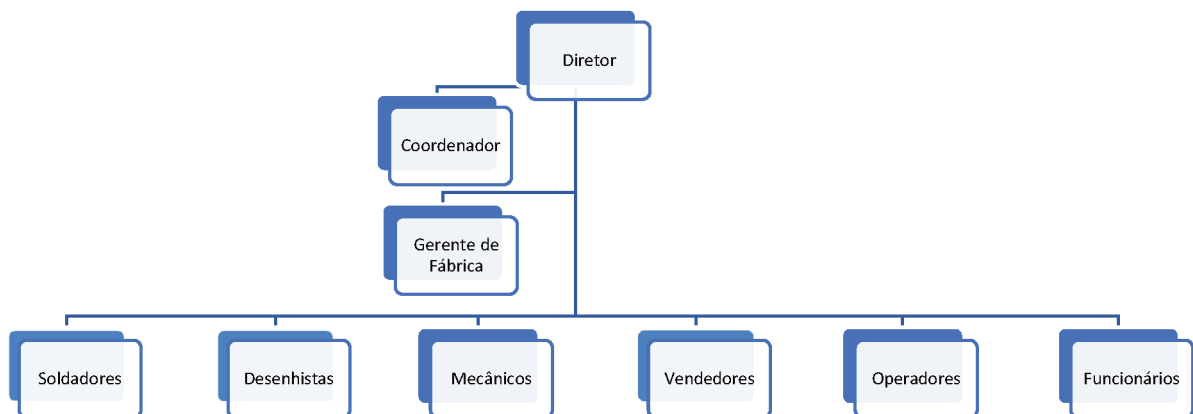 Diretor
Coordenador
Gerente de
Fábrica
Soldadores
Desenhistas
Mecânicos
Vendedores
Operadores
Funcionários